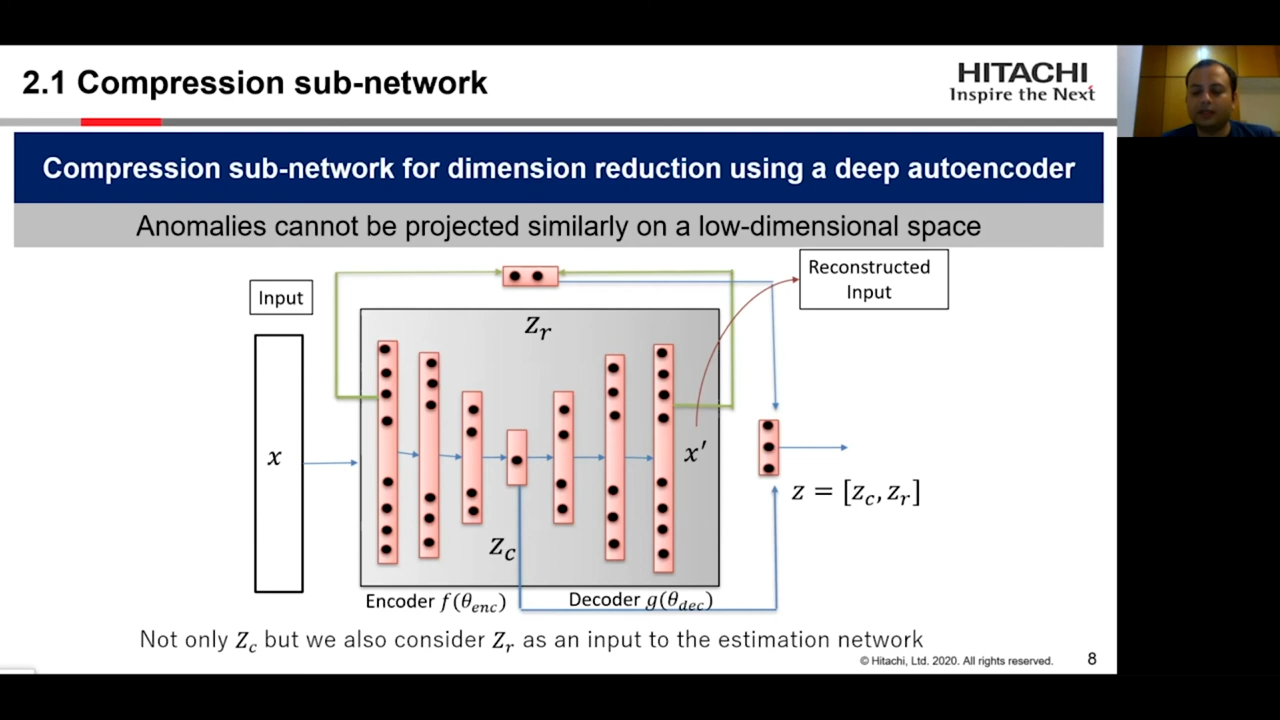 2.1 Compression sub-network
HITACHI
Inspire the Next
Compression sub-network for dimension reduction using a deep autoencoder
Anomalies cannot be projected similarly on a low-dimensional space
Reconstructed
Input
Input
Z_r
x
x′
z = [Z_c, Z_r]
Z_c
Encoder f(θ_enc)
Decoder g(θ_dec)
Not only Z_c but we also consider Z_r as an input to the estimation network
© Hitachi, Ltd. 2020. All rights reserved.
8